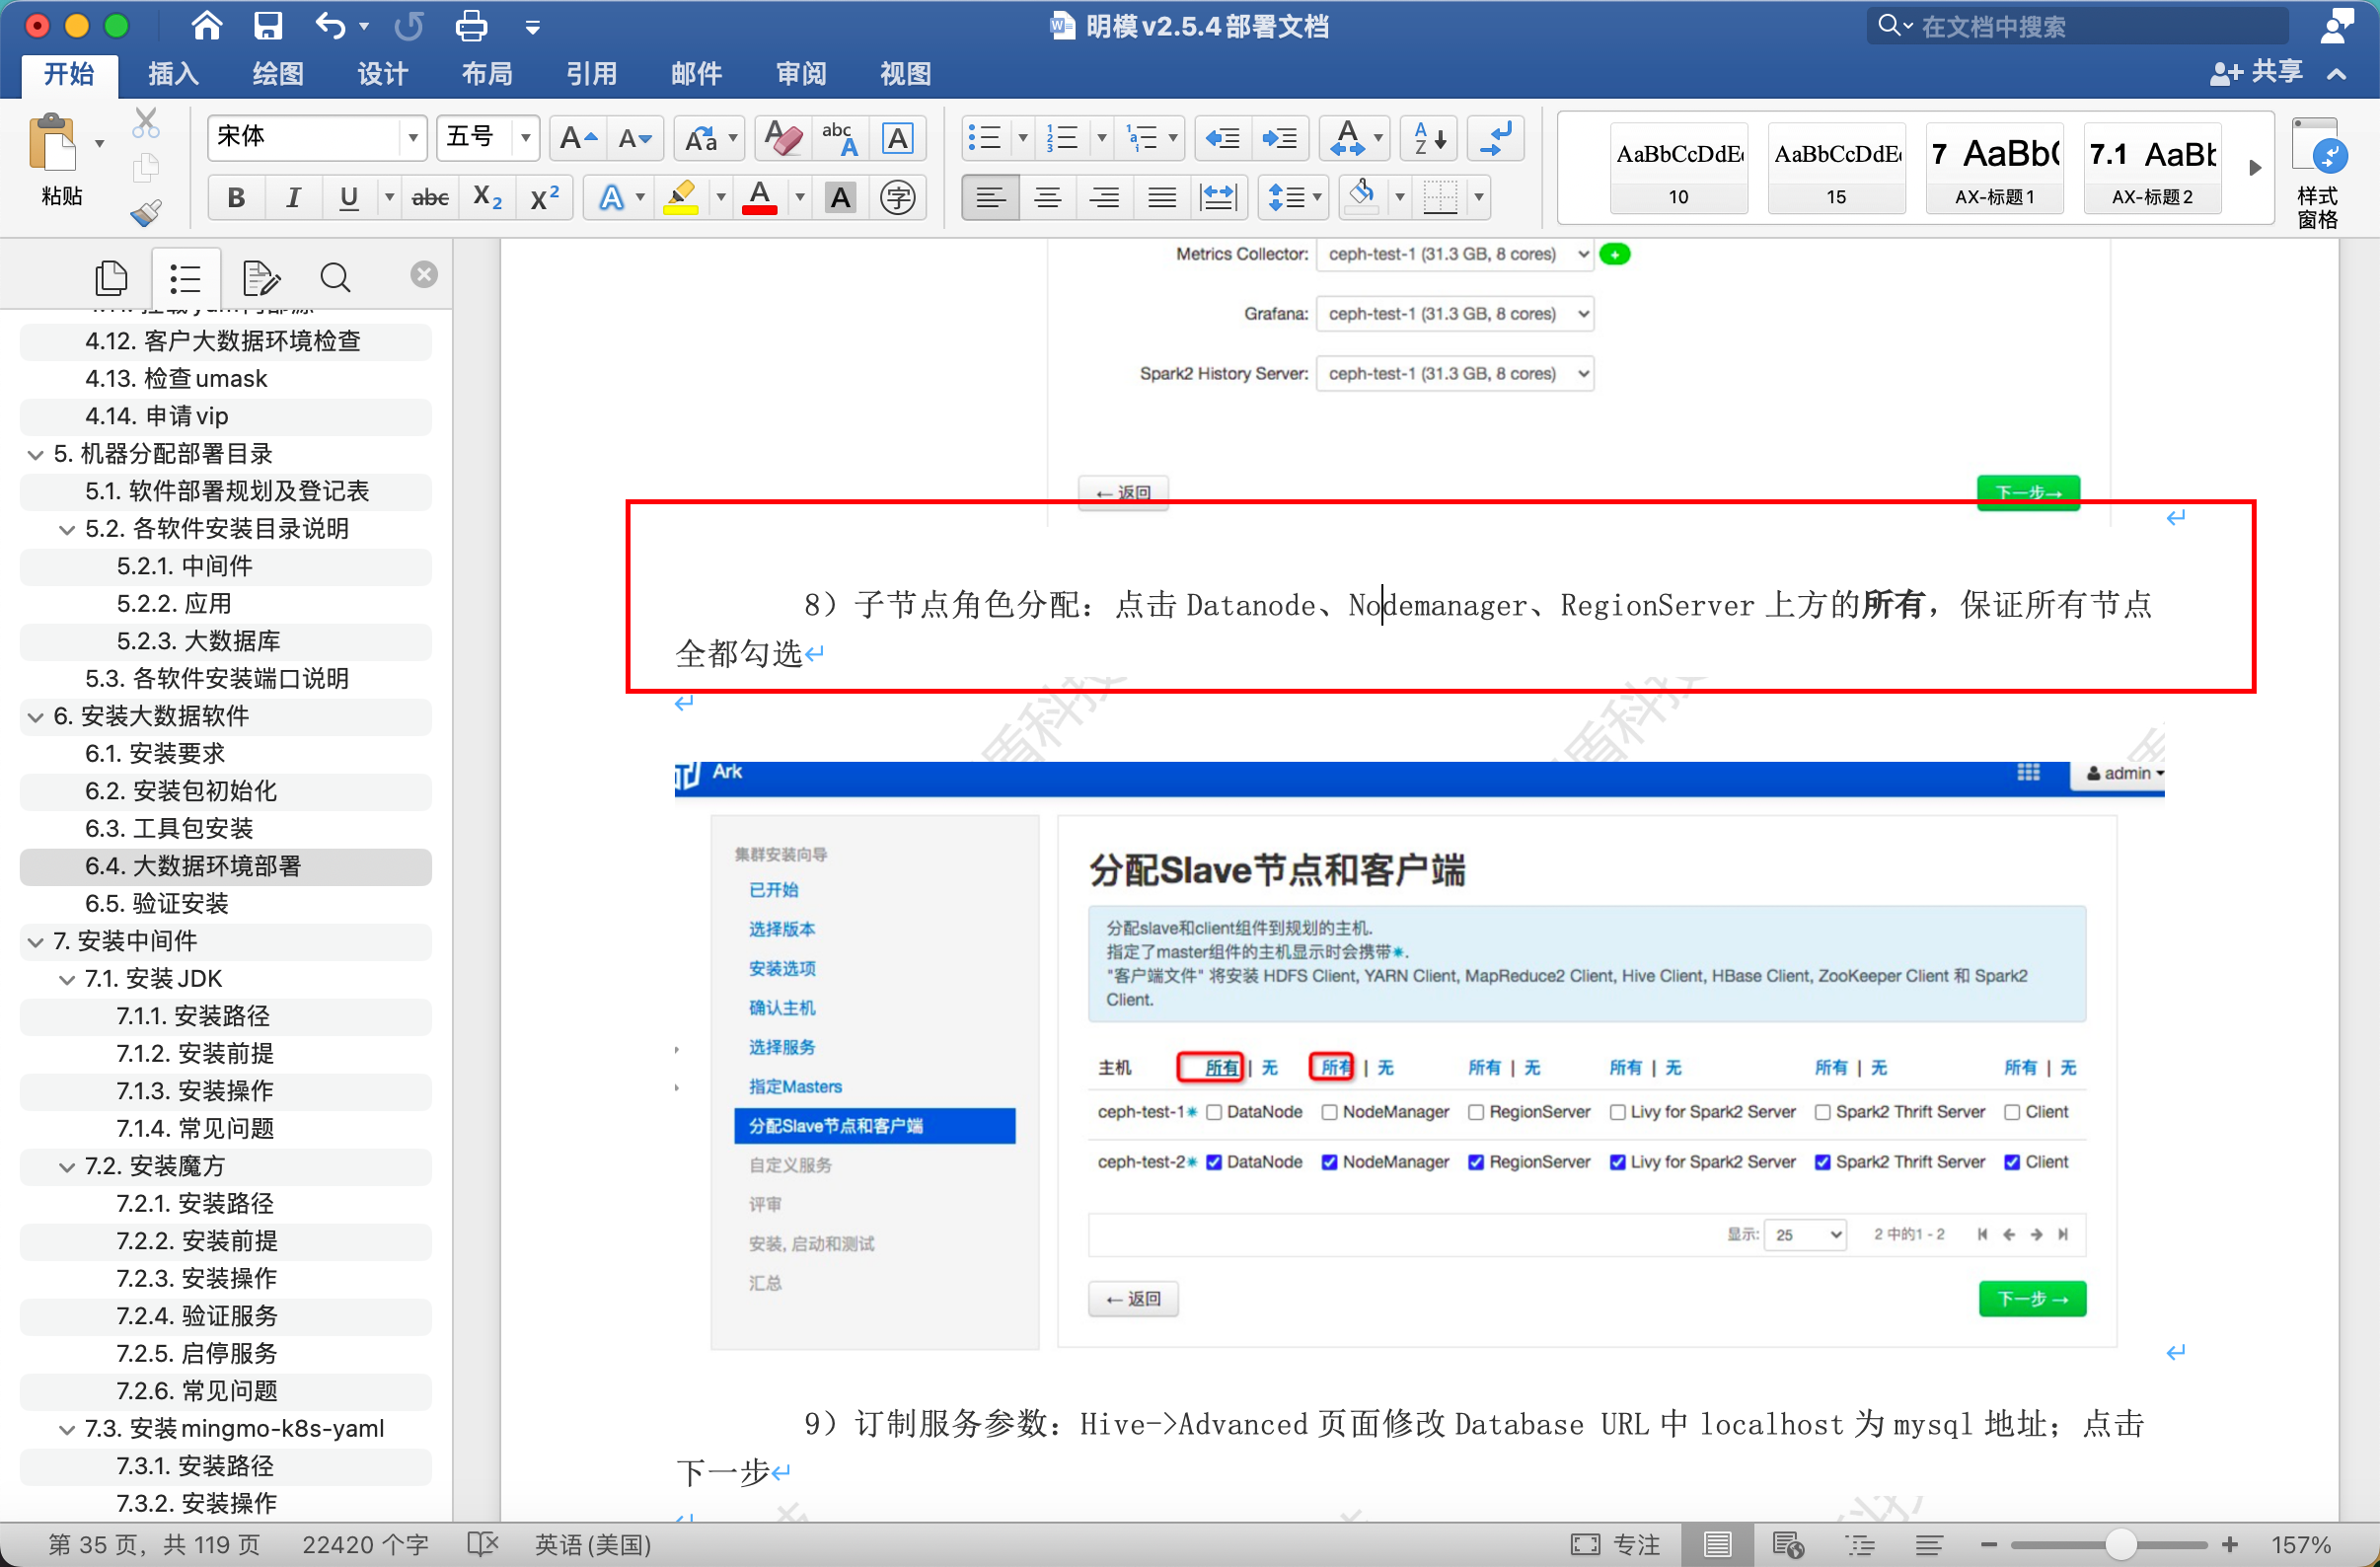 明模v2.5.4部署文档
在文档中搜索
开始 插入 绘图 设计 布局 引用 邮件 审阅 视图
共享
粘贴
宋体 五号
AaBbCcDdE
10
AaBbCcDdE
15
7 AaBb
AX-标题 1
7.1 AaBb
AX-标题 2
样式
窗格
4.12. 客户大数据环境检查
4.13. 检查umask
4.14. 申请vip
5. 机器分配部署目录
5.1. 软件部署规划及登记表
5.2. 各软件安装目录说明
5.2.1. 中间件
5.2.2. 应用
5.2.3. 大数据库
5.3. 各软件安装端口说明
6. 安装大数据软件
6.1. 安装要求
6.2. 安装包初始化
6.3. 工具包安装
6.4. 大数据环境部署
6.5. 验证安装
7. 安装中间件
7.1. 安装JDK
7.1.1. 安装路径
7.1.2. 安装前提
7.1.3. 安装操作
7.1.4. 常见问题
7.2. 安装魔方
7.2.1. 安装路径
7.2.2. 安装前提
7.2.3. 安装操作
7.2.4. 验证服务
7.2.5. 启停服务
7.2.6. 常见问题
7.3. 安装mingmo-k8s-yaml
7.3.1. 安装路径
7.3.2. 安装操作
Metrics Collector: ceph-test-1 (31.3 GB, 8 cores)
Grafana: ceph-test-1 (31.3 GB, 8 cores)
Spark2 History Server: ceph-test-1 (31.3 GB, 8 cores)
←返回 下一步→
8）子节点角色分配：点击 Datanode、Nodemanager、RegionServer 上方的所有，保证所有节点
全都勾选
盾科技 盾科技
Ark admin
集群安装向导
已开始
选择版本
安装选项
确认主机
选择服务
指定Masters
分配Slave节点和客户端
自定义服务
评审
安装, 启动和测试
汇总
分配Slave节点和客户端
分配slave和client组件到规划的主机.
指定了master组件的主机显示时会携带✷.
"客户端文件" 将安装 HDFS Client, YARN Client, MapReduce2 Client, Hive Client, HBase Client, ZooKeeper Client 和 Spark2
Client.
主机 所有 | 无 所有 | 无 所有 | 无 所有 | 无 所有 | 无 所有 | 无
ceph-test-1✷ DataNode NodeManager RegionServer Livy for Spark2 Server Spark2 Thrift Server Client
ceph-test-2✷ DataNode NodeManager RegionServer Livy for Spark2 Server Spark2 Thrift Server Client
显示: 25 2 中的1 - 2
←返回 下一步→
9）订制服务参数：Hive->Advanced 页面修改 Database URL 中 localhost 为 mysql 地址；点击
下一步
第 35 页，共 119 页 22420 个字 英语(美国) 专注 157%